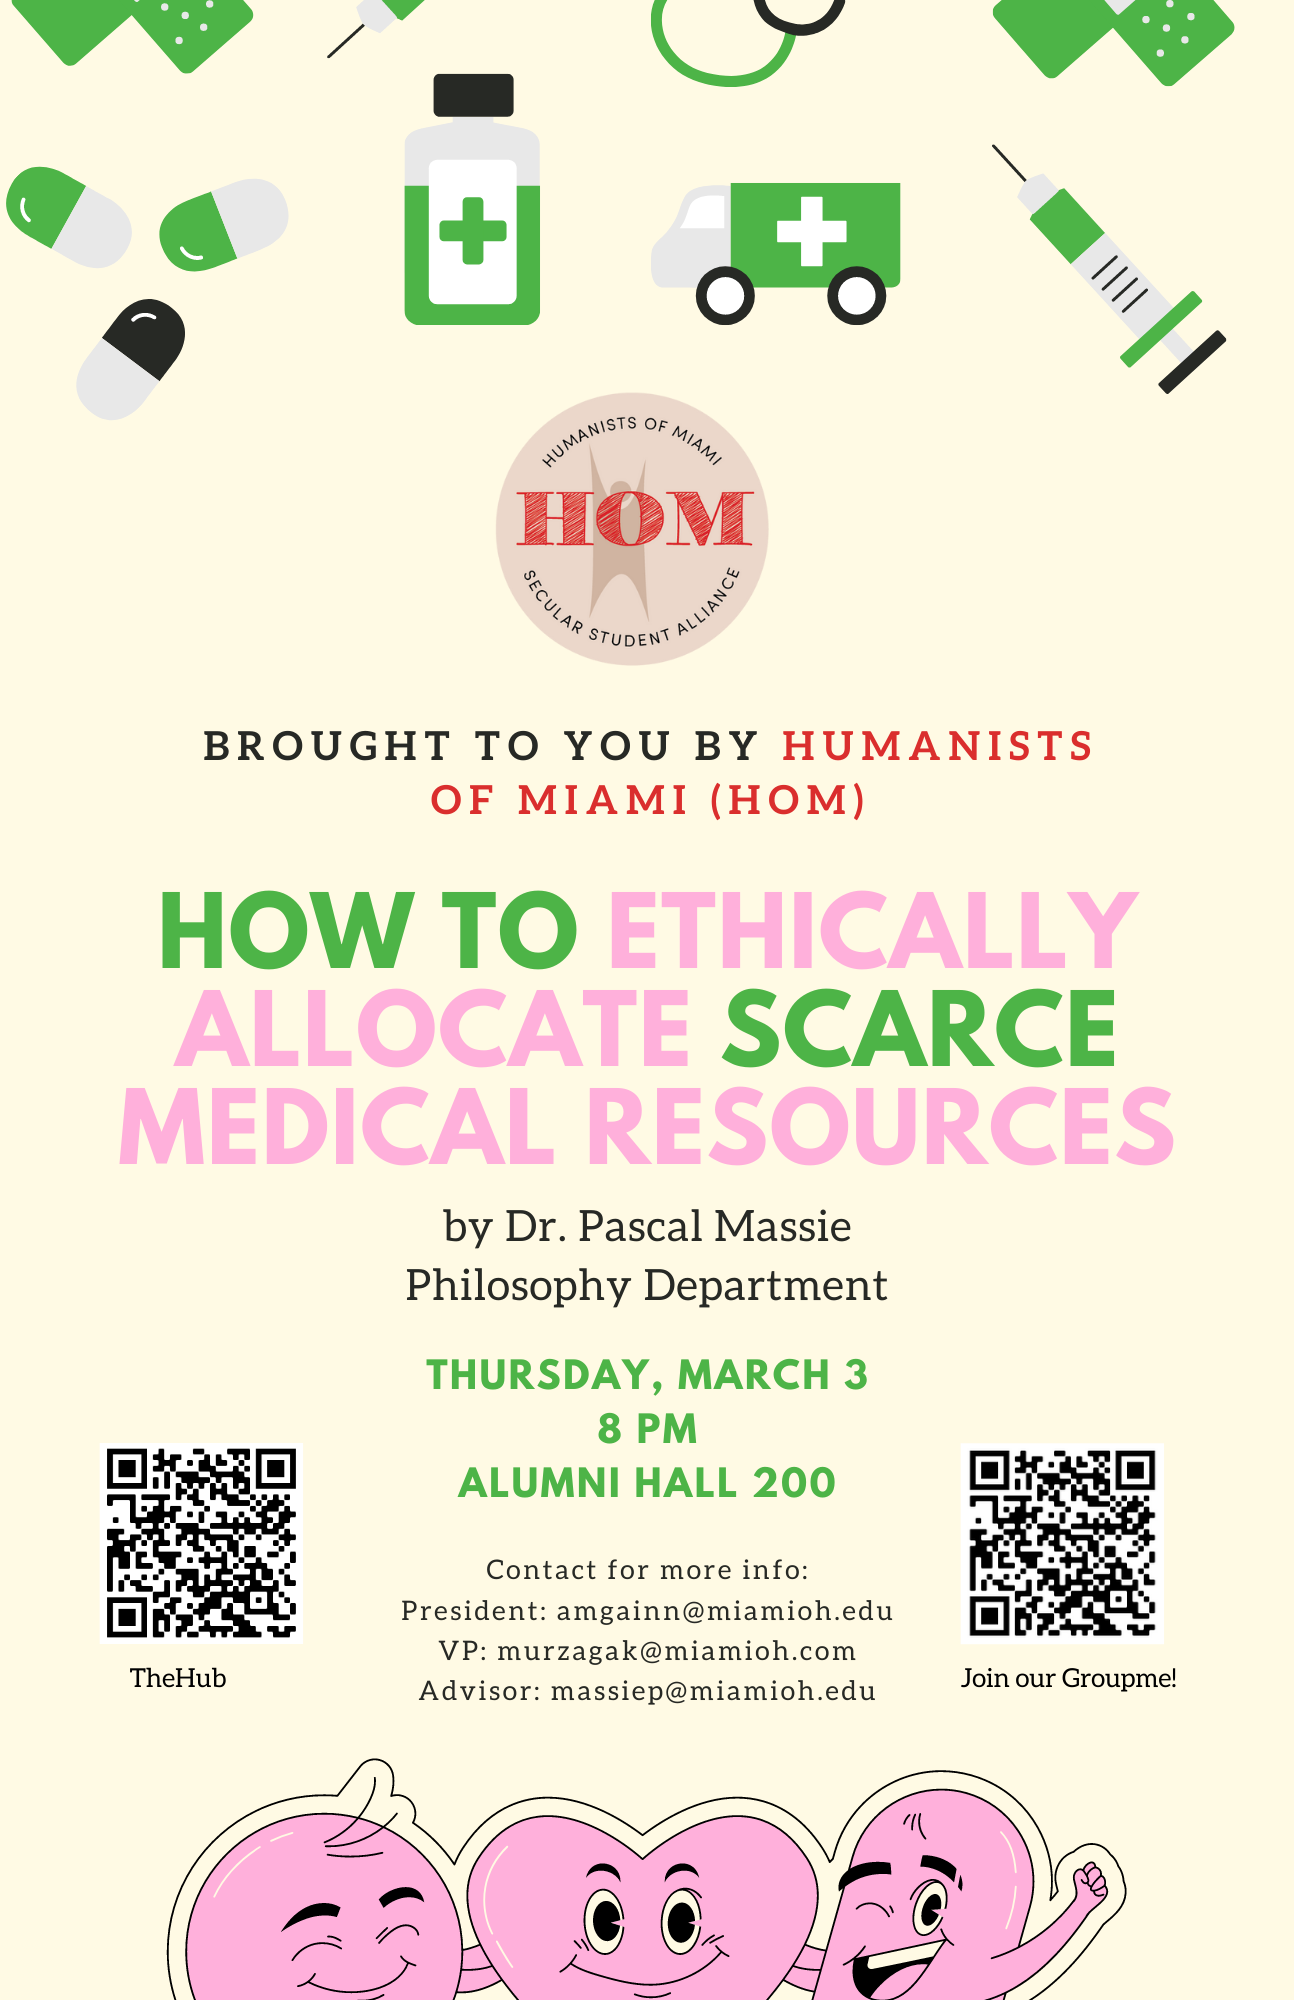 HUMANISTS OF MIAMI
HOM
SECULAR STUDENT ALLIANCE
BROUGHT TO YOU BY HUMANISTS
OF MIAMI (HOM)
HOW TO ETHICALLY
ALLOCATE SCARCE
MEDICAL RESOURCES
by Dr. Pascal Massie
Philosophy Department
THURSDAY, MARCH 3
8 PM
ALUMNI HALL 200
Contact for more info:
President: amgainn@miamioh.edu
VP: murzagak@miamioh.com
Advisor: massiep@miamioh.edu
TheHub
Join our Groupme!